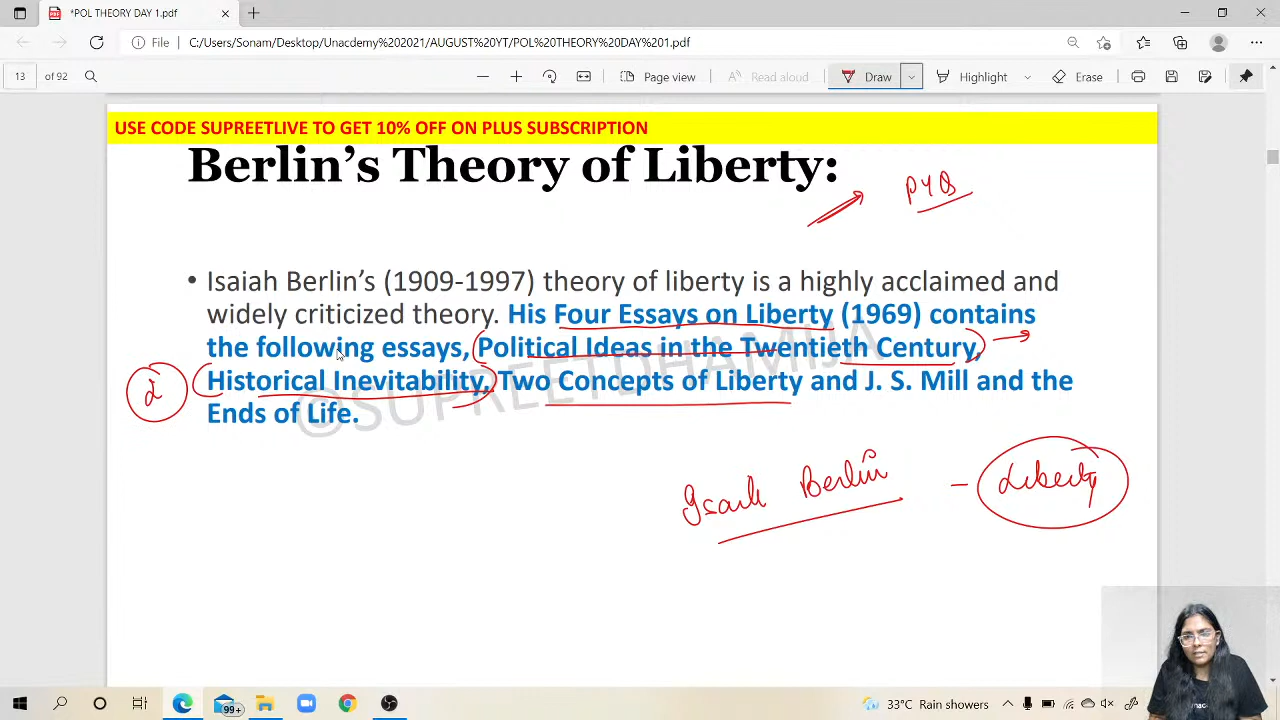 *POL THEORY DAY 1.pdf
File C:/Users/Sonam/Desktop/Unacdemy%202021/AUGUST%20YT/POL%20THEORY%20DAY%201.pdf
13 of 92 Page view Read aloud Draw Highlight Erase
USE CODE SUPREETLIVE TO GET 10% OFF ON PLUS SUBSCRIPTION
Berlin’s Theory of Liberty:
PYQ
• Isaiah Berlin’s (1909-1997) theory of liberty is a highly acclaimed and
widely criticized theory. His Four Essays on Liberty (1969) contains
the following essays, Political Ideas in the Twentieth Century,
Historical Inevitability, Two Concepts of Liberty and J. S. Mill and the
Ends of Life.
@SUPREETDHAMIJA
Isaih Berlin - Liberty
99+ 33°C Rain showers